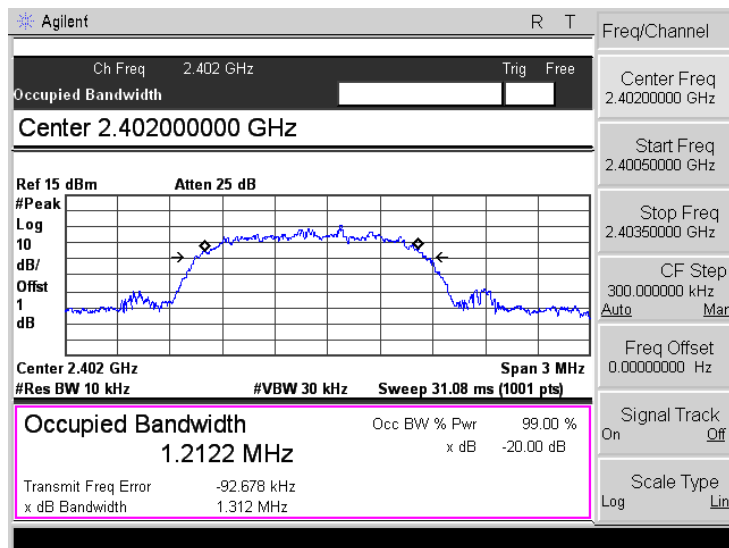 Agilent
R T
Ch Freq 2.402 GHz
Trig Free
Occupied Bandwidth
Center 2.402000000 GHz
Ref 15 dBm
Atten 25 dB
#Peak
Log
10
dB/
Offst
1
dB
Center 2.402 GHz
Span 3 MHz
#Res BW 10 kHz
#VBW 30 kHz
Sweep 31.08 ms (1001 pts)
Occupied Bandwidth
1.2122 MHz
Occ BW % Pwr 99.00 %
x dB -20.00 dB
Transmit Freq Error -92.678 kHz
x dB Bandwidth 1.312 MHz
Freq/Channel
Center Freq
2.40200000 GHz
Start Freq
2.40050000 GHz
Stop Freq
2.40350000 GHz
CF Step
300.000000 kHz
Auto Man
Freq Offset
0.00000000 Hz
Signal Track
On Off
Scale Type
Log Lin